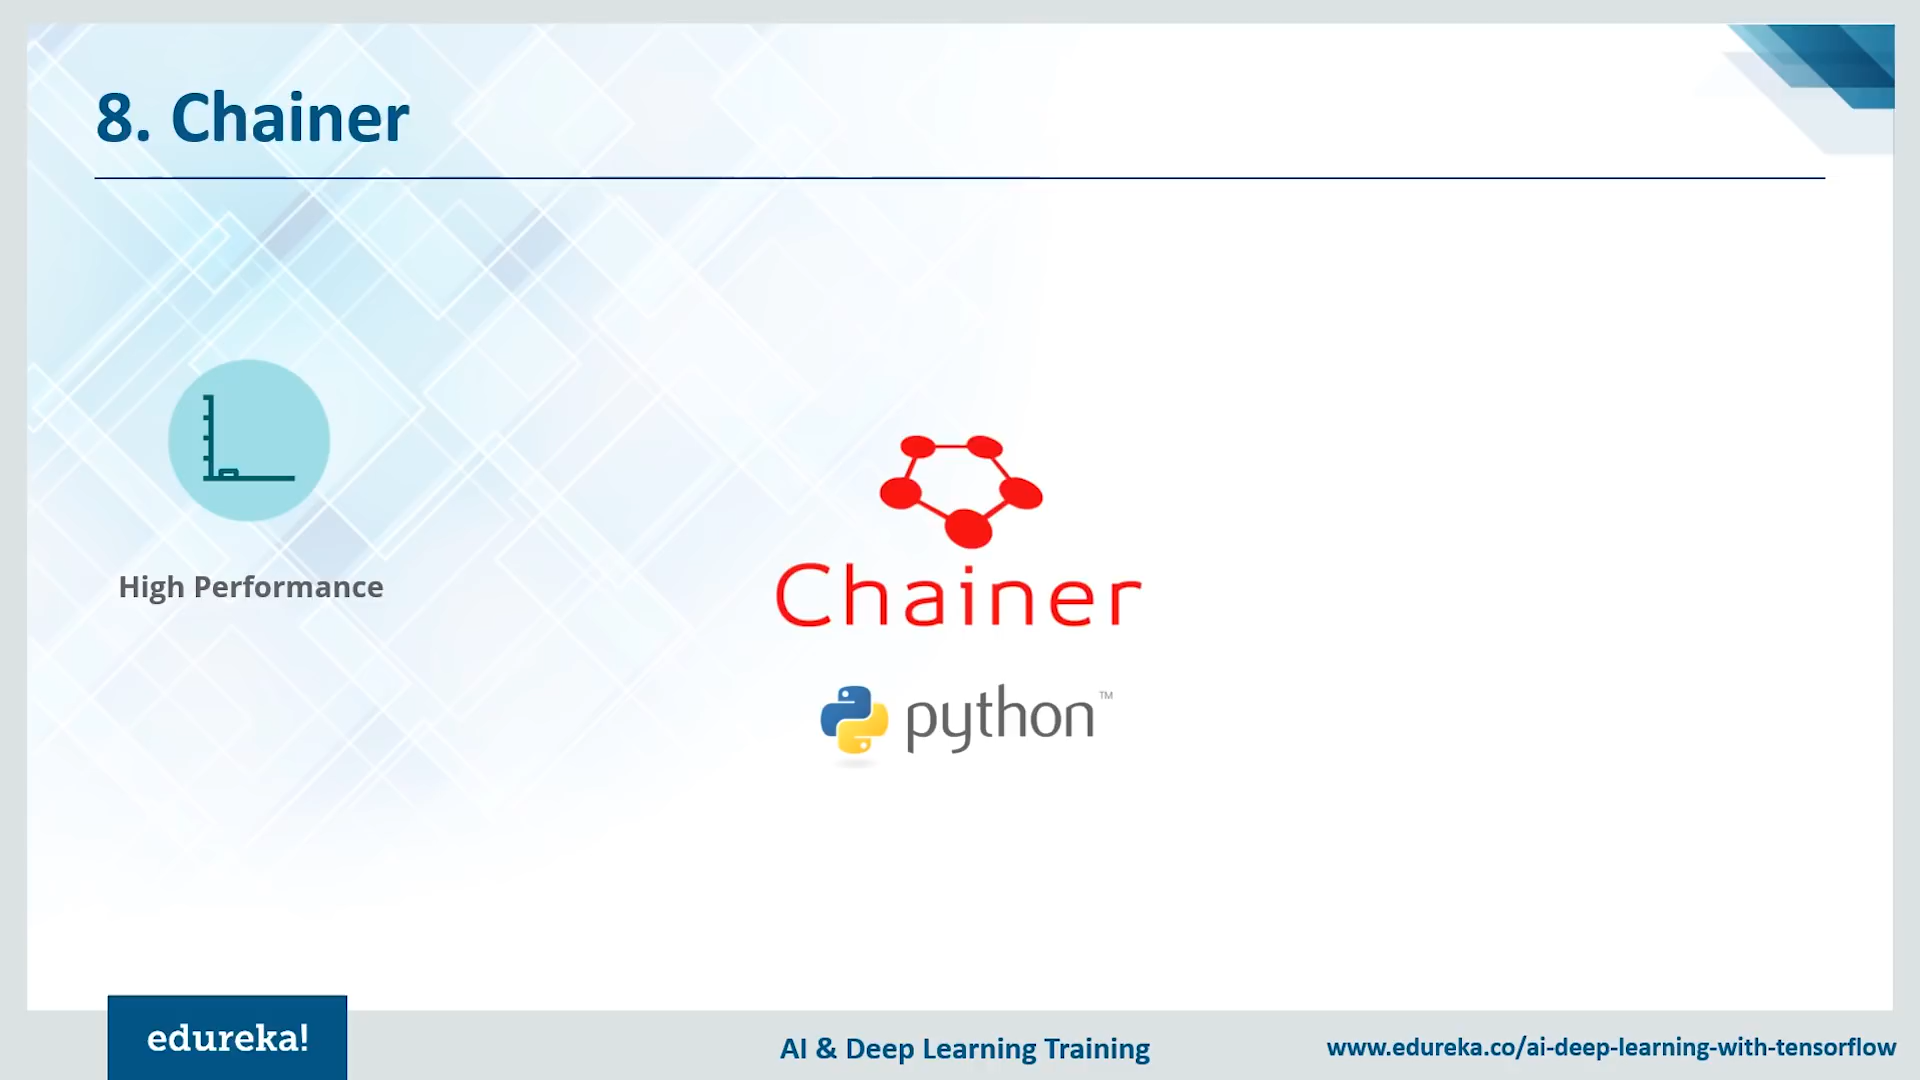 8. Chainer
High Performance
Chainer
python™
edureka!
AI & Deep Learning Training
www.edureka.co/ai-deep-learning-with-tensorflow